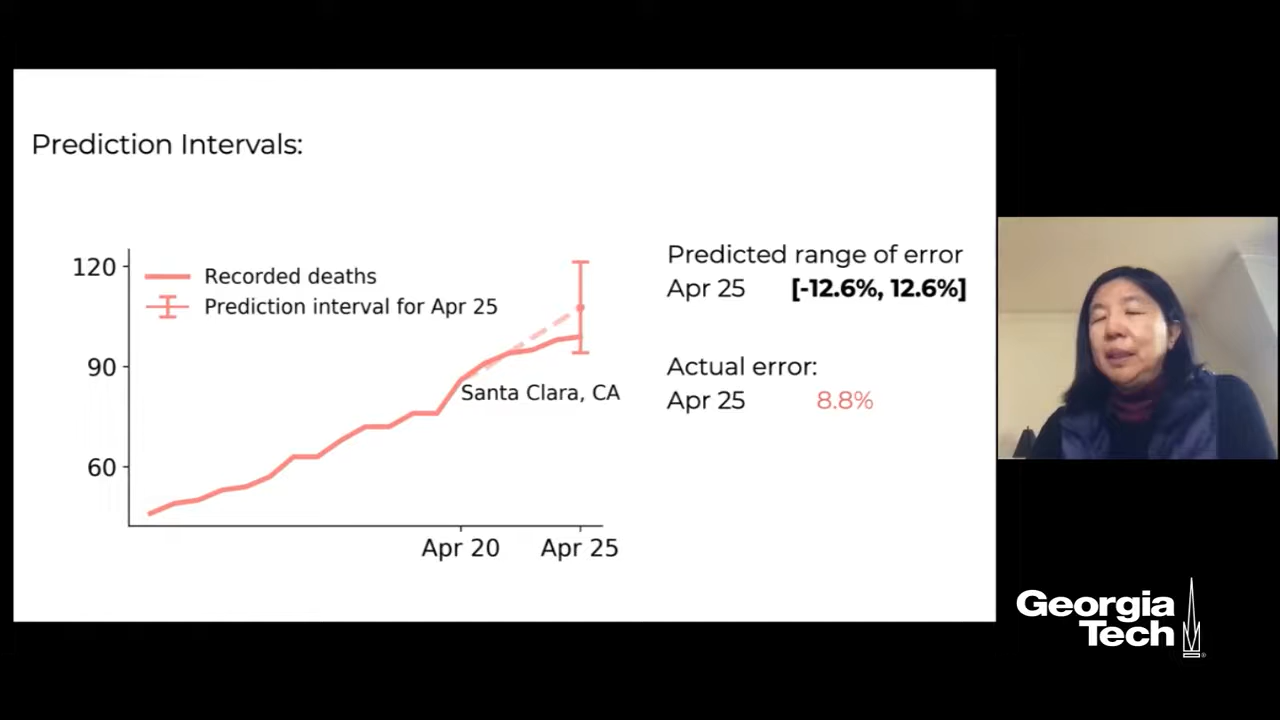 Prediction Intervals:
120
90
60
Recorded deaths
Prediction interval for Apr 25
Santa Clara, CA
Apr 20 Apr 25
Predicted range of error
Apr 25 [-12.6%, 12.6%]
Actual error:
Apr 25 8.8%
Georgia
Tech